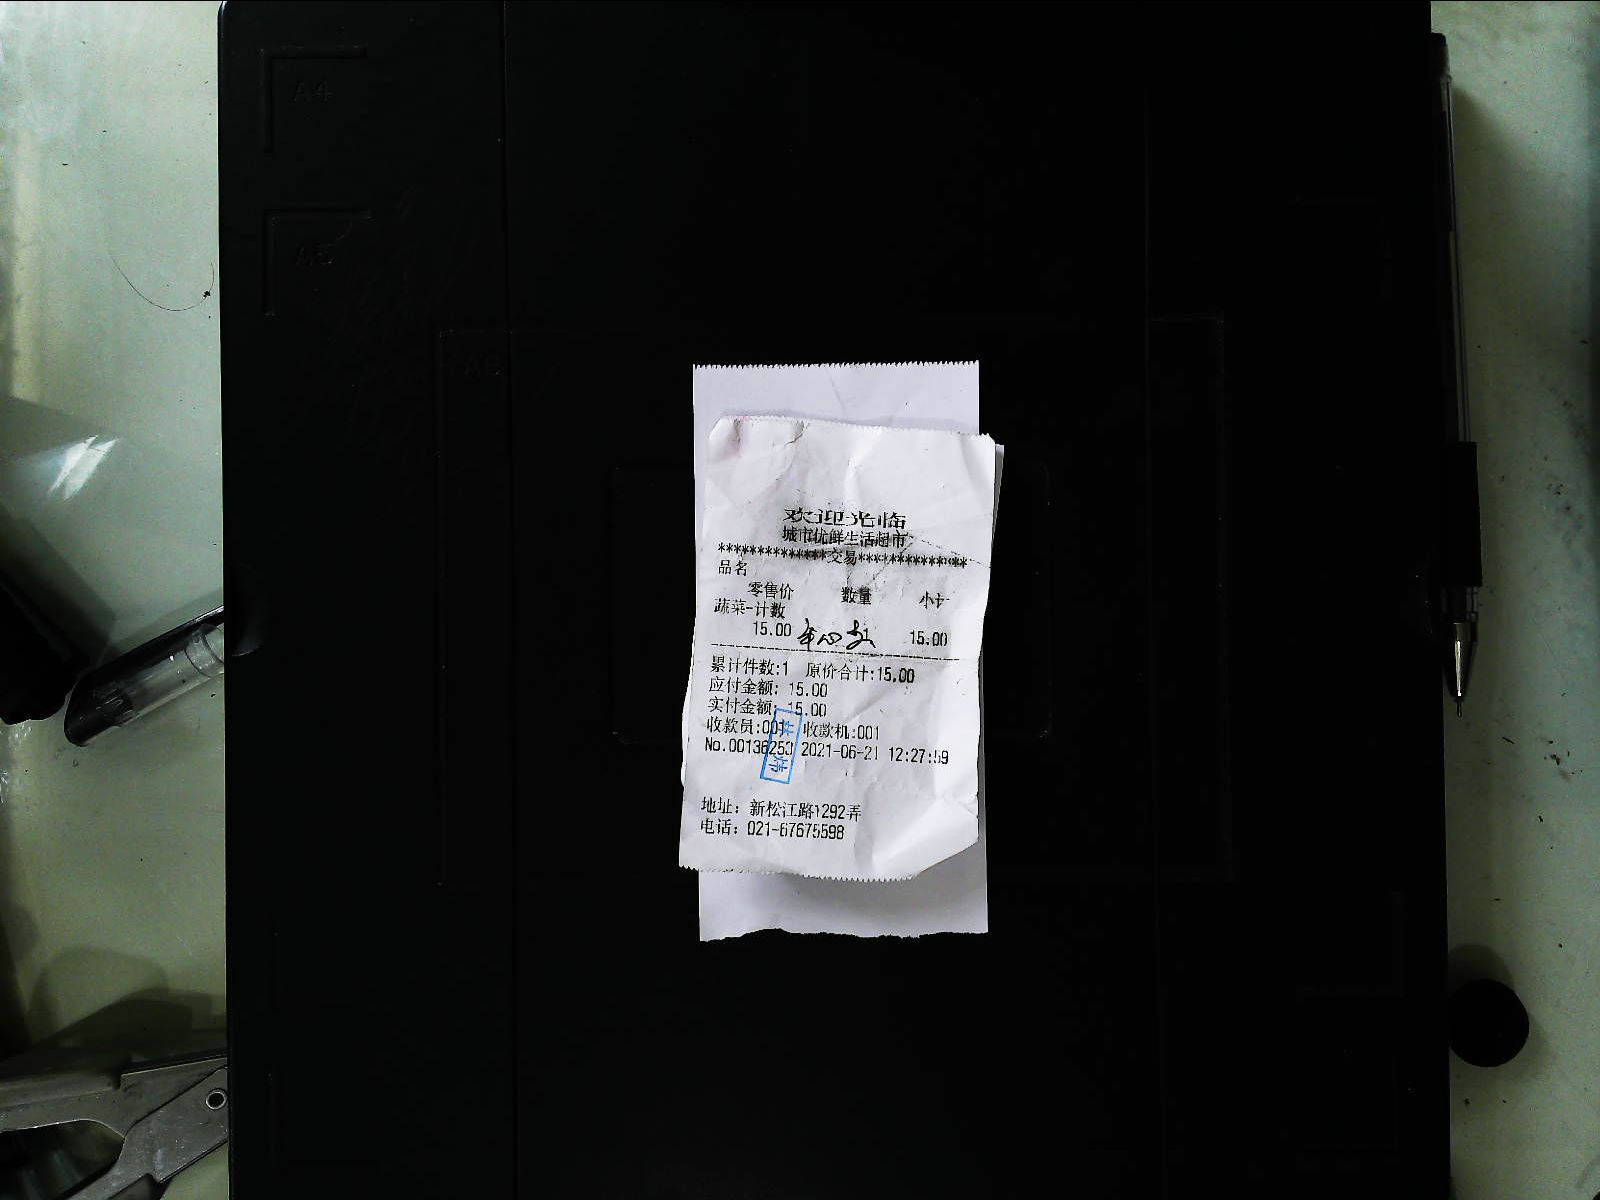 A4
A5
A6
欢迎光临
城市优鲜生活超市
**************交易**************
品名
零售价 数量 小计
蔬菜-计数
15.00 15.00
累计件数:1 原价合计:15.00
应付金额: 15.00
实付金额: 15.00
收款员:001 收款机:001
No.00136253 2021-06-21 12:27:59
地址: 新松江路1292弄
电话: 021-67675598